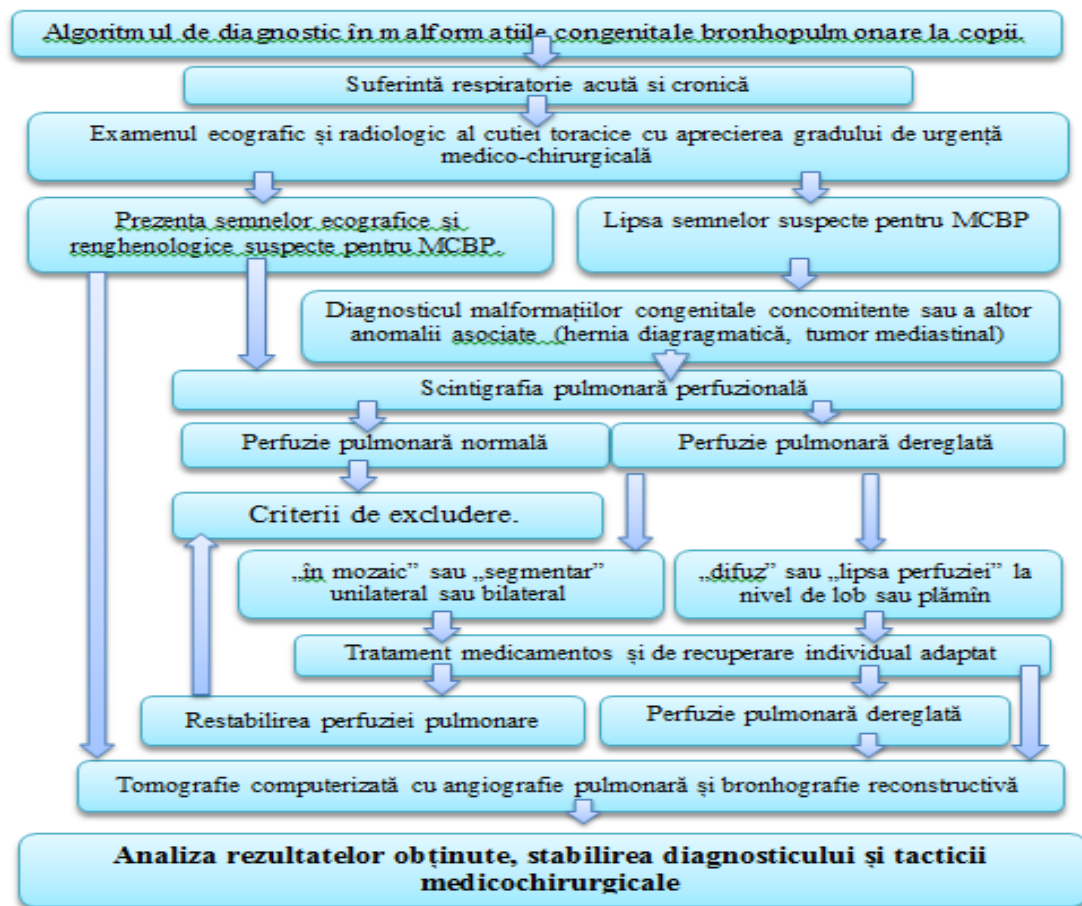 Algoritmul de diagnostic în malformațiile congenitale bronhopulmonare la copii.
Suferintă respiratorie acută si cronică
Examenul ecografic și radiologic al cutiei toracice cu aprecierea gradului de urgență
medico-chirurgicală
Prezența semnelor ecografice și
renghenologice suspecte pentru MCBP.
Lipsa semnelor suspecte pentru MCBP
Diagnosticul malformațiilor congenitale concomitente sau a altor
anomalii asociate (hernia diagragmatică, tumor mediastinal)
Scintigrafia pulmonară perfuzională
Perfuzie pulmonară normală
Perfuzie pulmonară dereglată
Criterii de excludere.
„în mozaic” sau „segmentar”
unilateral sau bilateral
„difuz” sau „lipsa perfuziei” la
nivel de lob sau plămîn
Tratament medicamentos și de recuperare individual adaptat
Restabilirea perfuziei pulmonare
Perfuzie pulmonară dereglată
Tomografie computerizată cu angiografie pulmonară și bronhografie reconstructivă
Analiza rezultatelor obținute, stabilirea diagnosticului și tacticii
medicochirurgicale